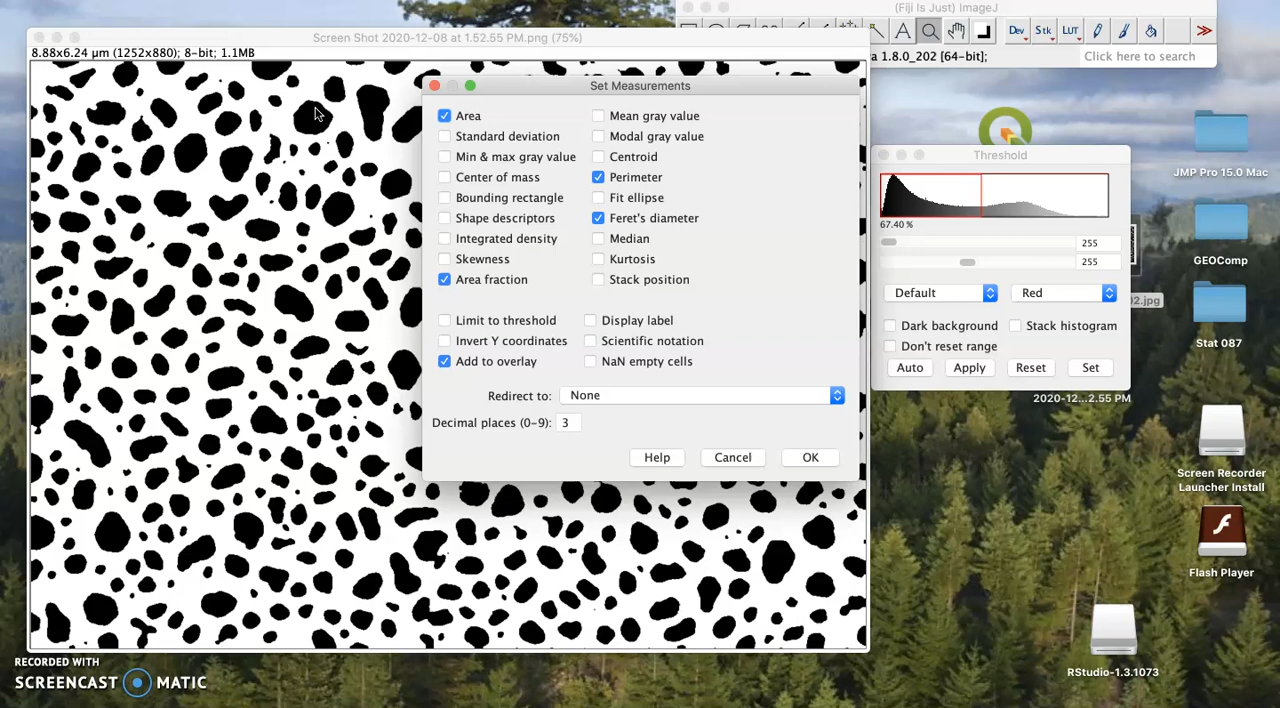 (Fiji Is Just) ImageJ
Screen Shot 2020-12-08 at 1.52.55 PM.png (75%)
8.88x6.24 µm (1252x880); 8-bit; 1.1MB
Dev Stk LUT
a 1.8.0_202 [64-bit];
Click here to search
Set Measurements
Area
Mean gray value
Standard deviation
Modal gray value
Min & max gray value
Centroid
Center of mass
Perimeter
Bounding rectangle
Fit ellipse
Shape descriptors
Feret's diameter
Integrated density
Median
Skewness
Kurtosis
Area fraction
Stack position
Limit to threshold
Display label
Invert Y coordinates
Scientific notation
Add to overlay
NaN empty cells
Redirect to: None
Decimal places (0-9): 3
Help
Cancel
OK
Threshold
67.40 %
255
255
Default
Red
Dark background
Stack histogram
Don't reset range
Auto
Apply
Reset
Set
02.jpg
2020-12...2.55 PM
JMP Pro 15.0 Mac
GEOComp
Stat 087
Screen Recorder
Launcher Install
Flash Player
RStudio-1.3.1073
RECORDED WITH
SCREENCAST MATIC